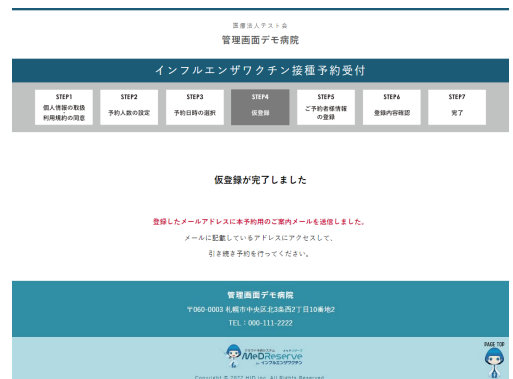 医療法人テスト会
管理画面デモ病院
インフルエンザワクチン接種予約受付
STEP1
個人情報の取扱
利用規約の同意
STEP2
予約人数の設定
STEP3
予約日時の選択
STEP4
仮登録
STEP5
ご予約者様情報
の登録
STEP6
登録内容確認
STEP7
完了
仮登録が完了しました
登録したメールアドレスに本予約用のご案内メールを送信しました。
メールに記載しているアドレスにアクセスして、
引き続き予約を行ってください。
管理画面デモ病院
〒060-0003 札幌市中央区北3条西2丁目10番地2
TEL：000-111-2222
MeDReserve
インフルエンザワクチン
PAGE TOP
Copyright © 2022 HID Inc. All Rights Reserved.